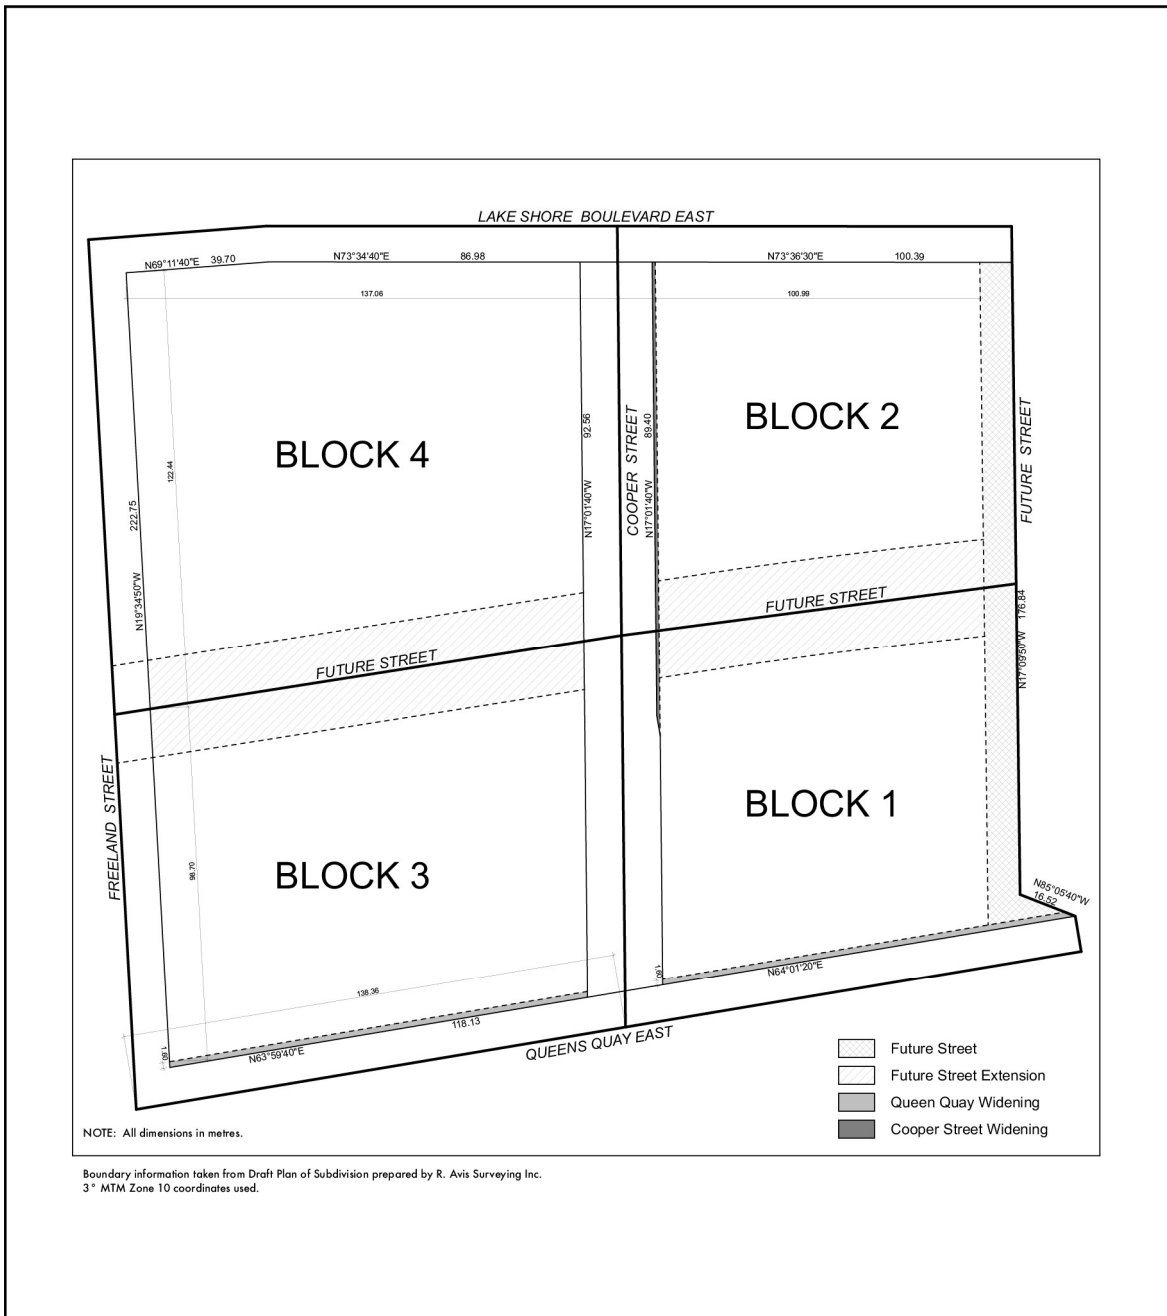 LAKE SHORE BOULEVARD EAST
N69°11'40"E 39.70
N73°34'40"E 86.98
N73°36'30"E 100.39
137.06
100.99
BLOCK 4
BLOCK 2
122.44
92.56
N17°01'40"W
COOPER STREET
89.40
N17°01'40"W
FUTURE STREET
222.75
N19°34'50"W
FUTURE STREET
FUTURE STREET
176.84
N17°09'50"W
FREELAND STREET
BLOCK 3
BLOCK 1
98.70
N85°05'40"W
16.52
1.60
N64°01'20"E
138.36
118.13
1.60
N63°59'40"E
QUEENS QUAY EAST
Future Street
Future Street Extension
Queen Quay Widening
Cooper Street Widening
NOTE: All dimensions in metres.
Boundary information taken from Draft Plan of Subdivision prepared by R. Avis Surveying Inc.
3° MTM Zone 10 coordinates used.